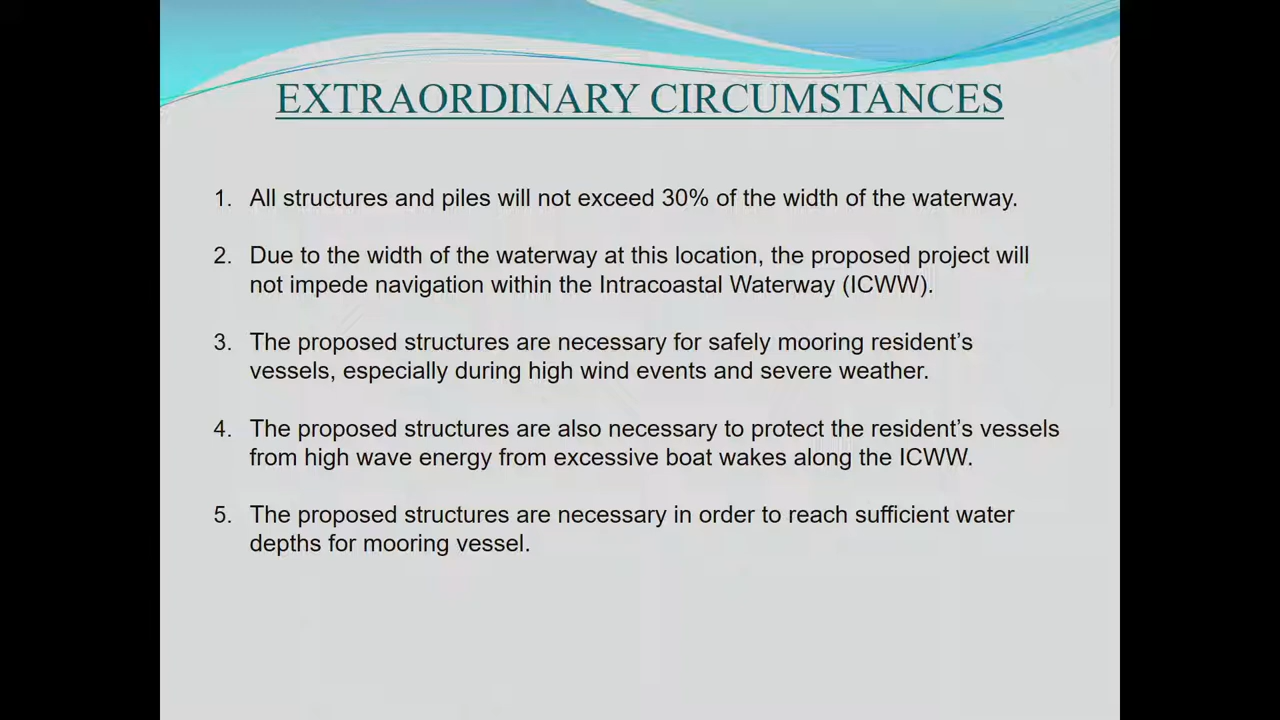 EXTRAORDINARY CIRCUMSTANCES
1. All structures and piles will not exceed 30% of the width of the waterway.
2. Due to the width of the waterway at this location, the proposed project will
not impede navigation within the Intracoastal Waterway (ICWW).
3. The proposed structures are necessary for safely mooring resident’s
vessels, especially during high wind events and severe weather.
4. The proposed structures are also necessary to protect the resident’s vessels
from high wave energy from excessive boat wakes along the ICWW.
5. The proposed structures are necessary in order to reach sufficient water
depths for mooring vessel.